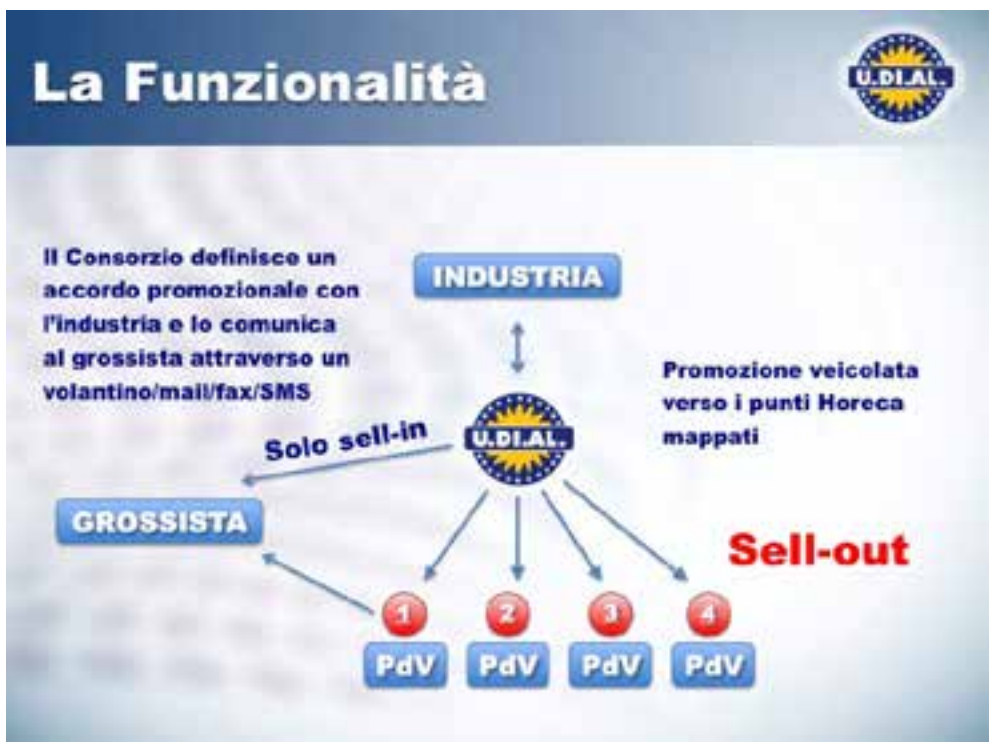 La Funzionalità
U.DI.AL.
Il Consorzio definisce un
accordo promozionale con
l'industria e lo comunica
al grossista attraverso un
volantino/mail/fax/SMS
INDUSTRIA
Promozione veicolata
verso i punti Horeca
mappati
Solo sell-in
U.DI.AL.
GROSSISTA
Sell-out
1
2
3
4
PdV
PdV
PdV
PdV